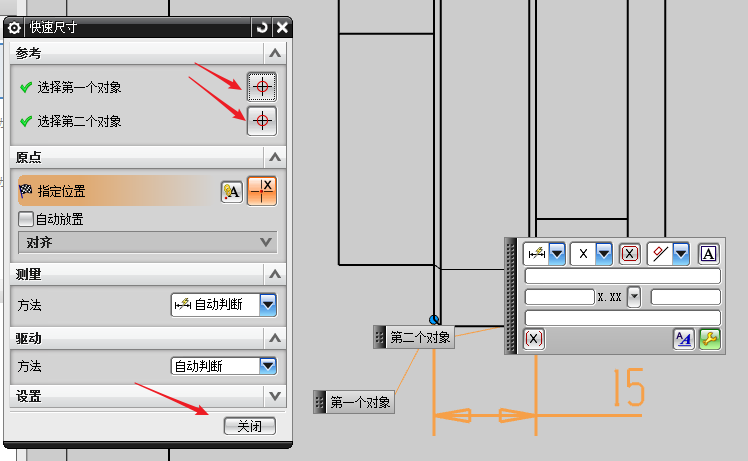 快速尺寸
参考
选择第一个对象
选择第二个对象
原点
指定位置
A
X
自动放置
对齐
测量
方法
自动判断
驱动
方法
自动判断
设置
关闭
X
X
A
X.XX
(X)
第二个对象
第一个对象
15